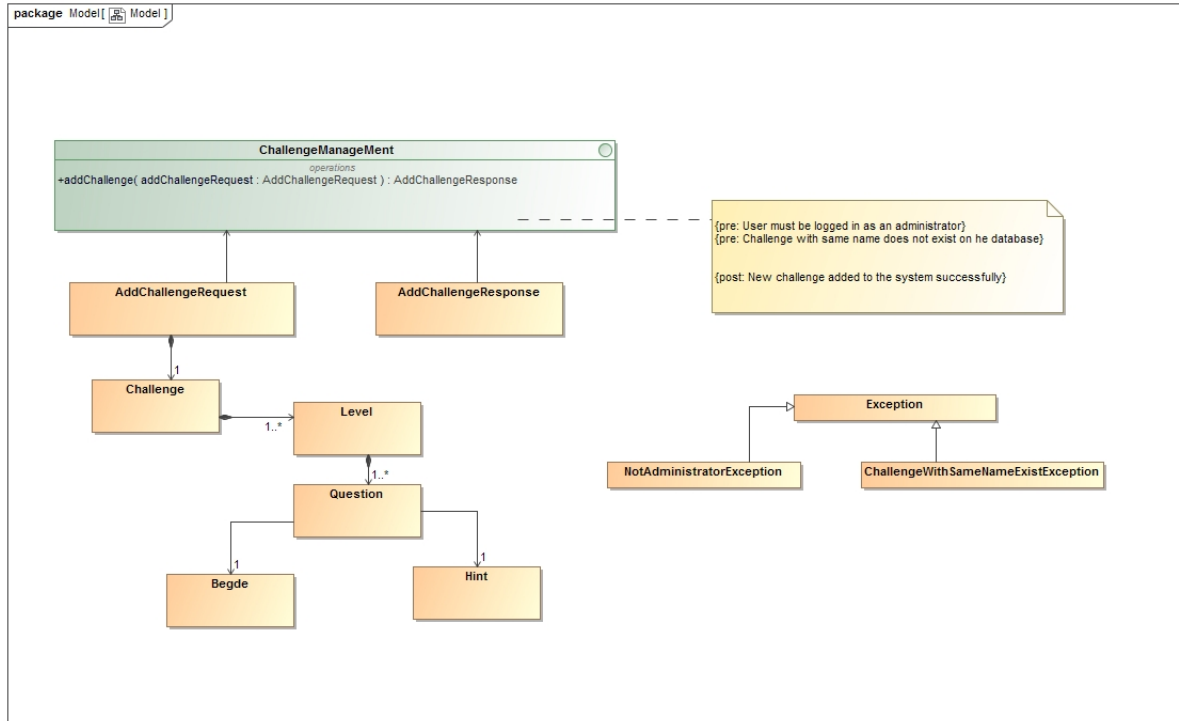 package Model[ Model ]
ChallengeManageMent
operations
+addChallenge( addChallengeRequest : AddChallengeRequest ) : AddChallengeResponse
{pre: User must be logged in as an administrator}
{pre: Challenge with same name does not exist on he database}
{post: New challenge added to the system successfully}
AddChallengeRequest
AddChallengeResponse
1
Challenge
1..*
Level
1..*
Question
1
Begde
1
Hint
Exception
NotAdministratorException
ChallengeWithSameNameExistException